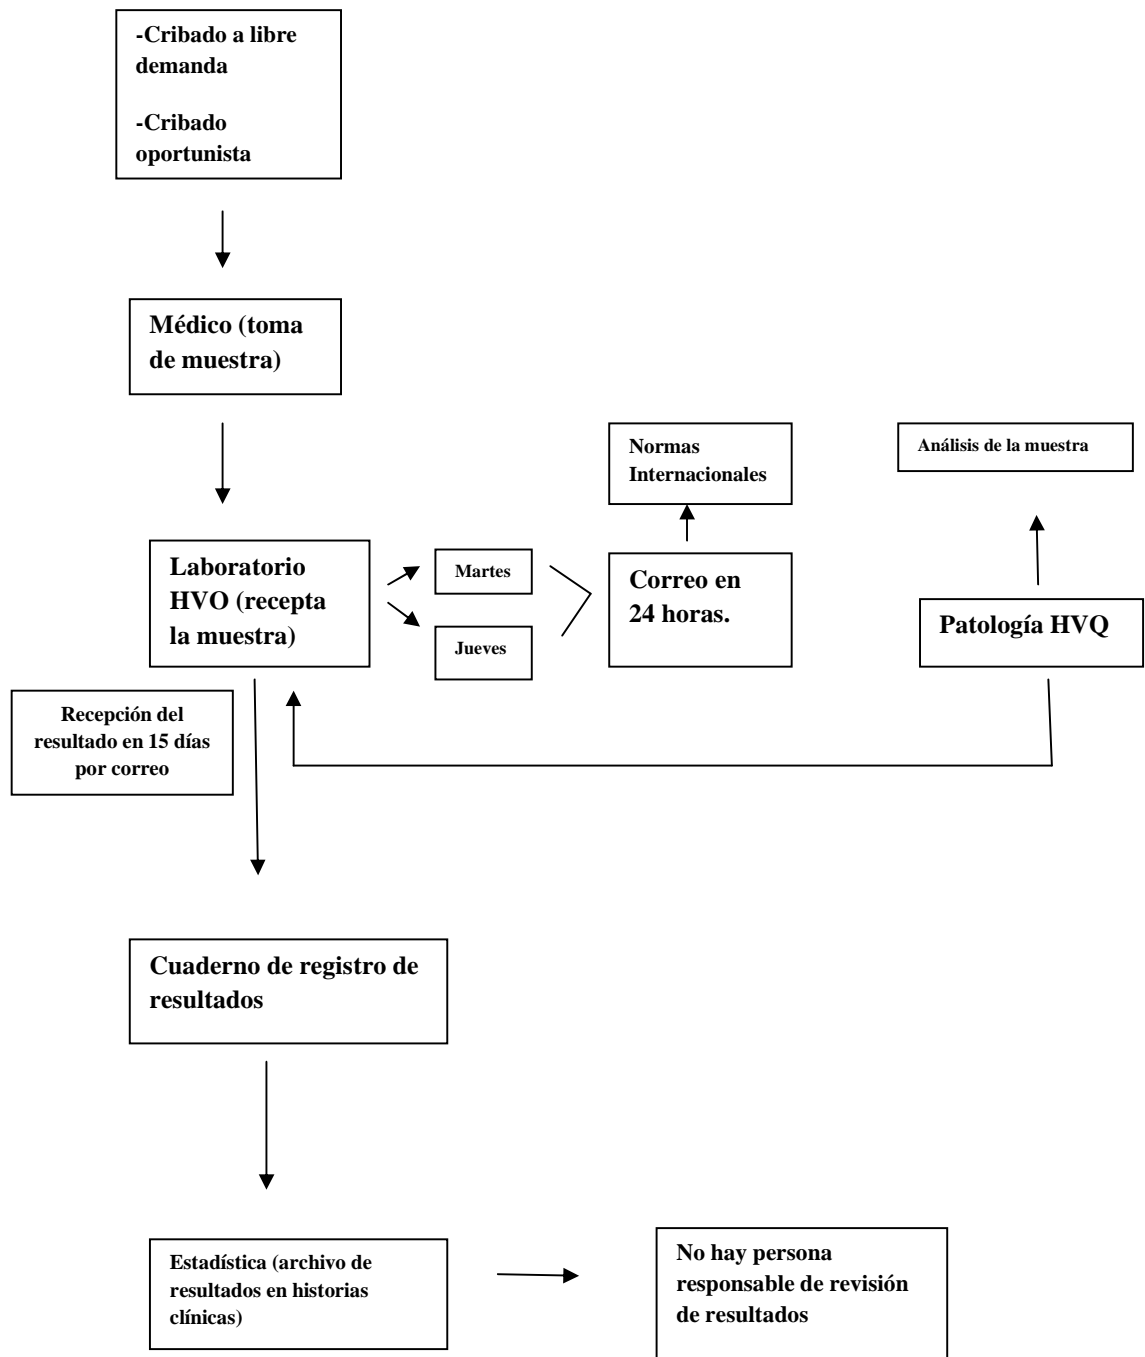 -Cribado a libre
demanda
-Cribado
oportunista
Médico (toma
de muestra)
Laboratorio
HVO (recepta
la muestra)
Martes
Jueves
Normas
Internacionales
Correo en
24 horas.
Análisis de la muestra
Patología HVQ
Recepción del
resultado en 15 días
por correo
Cuaderno de registro de
resultados
Estadística (archivo de
resultados en historias
clínicas)
No hay persona
responsable de revisión
de resultados